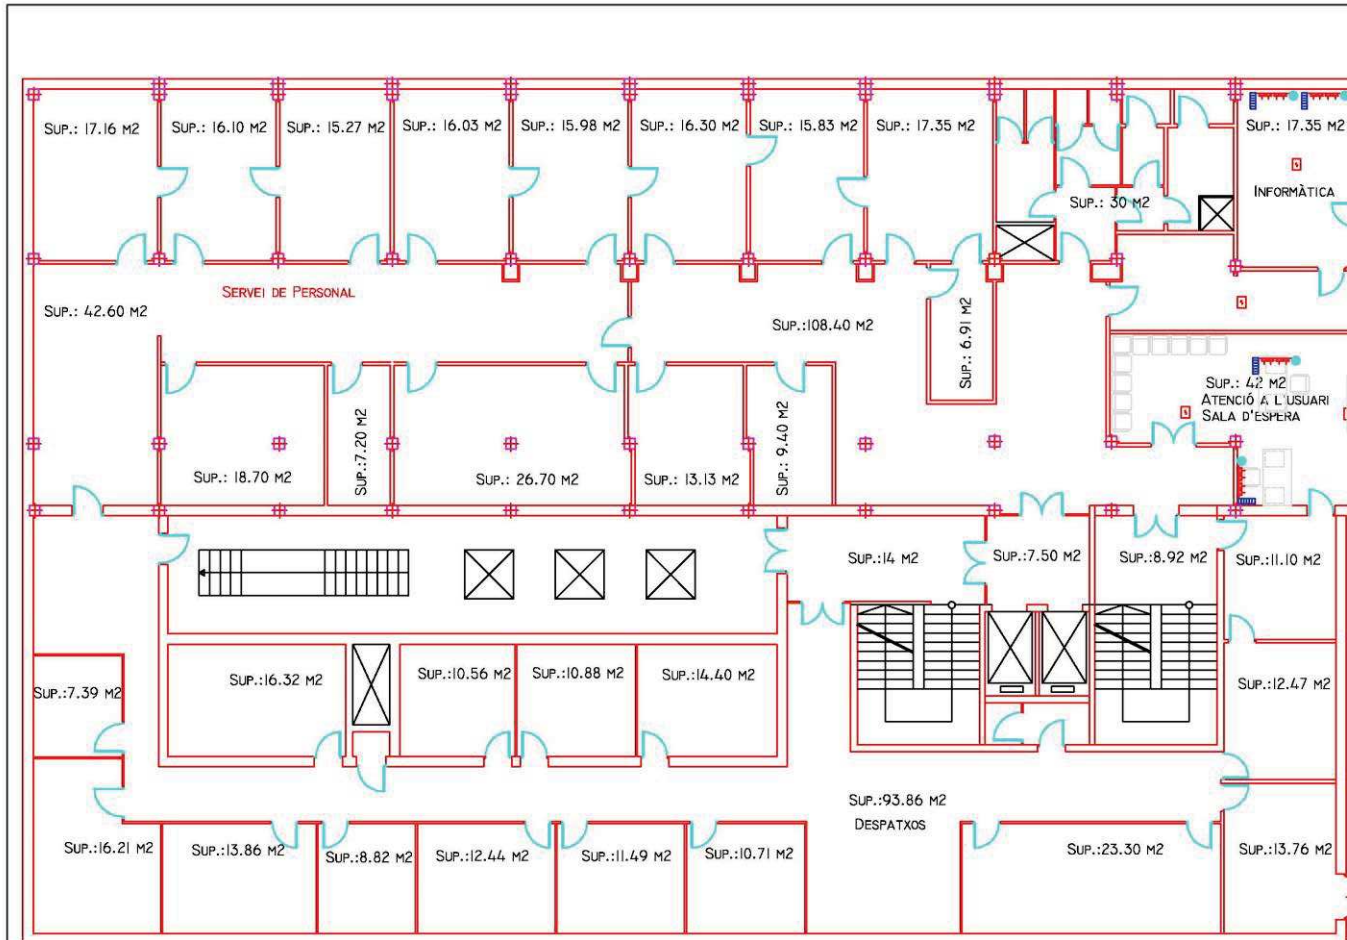 SUP.: 17.16 M2
SUP.: 16.10 M2
SUP.: 15.27 M2
SUP.: 16.03 M2
SUP.: 15.98 M2
SUP.: 16.30 M2
SUP.: 15.83 M2
SUP.: 17.35 M2
SUP.: 17.35 M2
INFORMÀTICA
SUP.: 30 M2
SERVEI DE PERSONAL
SUP.: 42.60 M2
SUP.:108.40 M2
SUP.: 6.91 M2
SUP.: 42 M2
ATENCIÓ A L'USUARI
SALA D'ESPERA
SUP.: 18.70 M2
SUP.:7.20 M2
SUP.: 26.70 M2
SUP.: 13.13 M2
SUP.: 9.40 M2
SUP.:14 M2
SUP.:7.50 M2
SUP.:8.92 M2
SUP.:11.10 M2
SUP.:7.39 M2
SUP.:16.32 M2
SUP.:10.56 M2
SUP.:10.88 M2
SUP.:14.40 M2
SUP.:12.47 M2
SUP.:93.86 M2
DESPATXOS
SUP.:16.21 M2
SUP.:13.86 M2
SUP.:8.82 M2
SUP.:12.44 M2
SUP.:11.49 M2
SUP.:10.71 M2
SUP.:23.30 M2
SUP.:13.76 M2